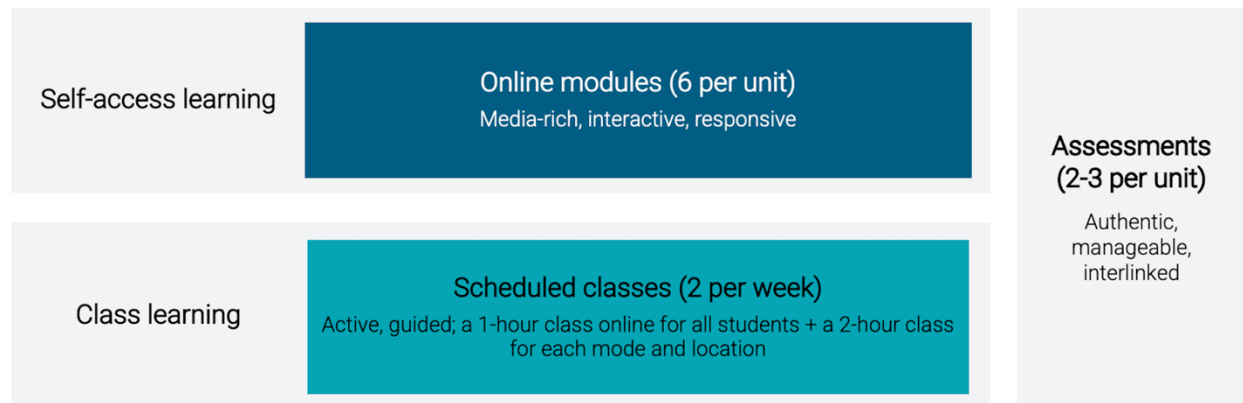 Self-access learning
Online modules (6 per unit)
Media-rich, interactive, responsive
Class learning
Scheduled classes (2 per week)
Active, guided; a 1-hour class online for all students + a 2-hour class
for each mode and location
Assessments
(2-3 per unit)
Authentic,
manageable,
interlinked